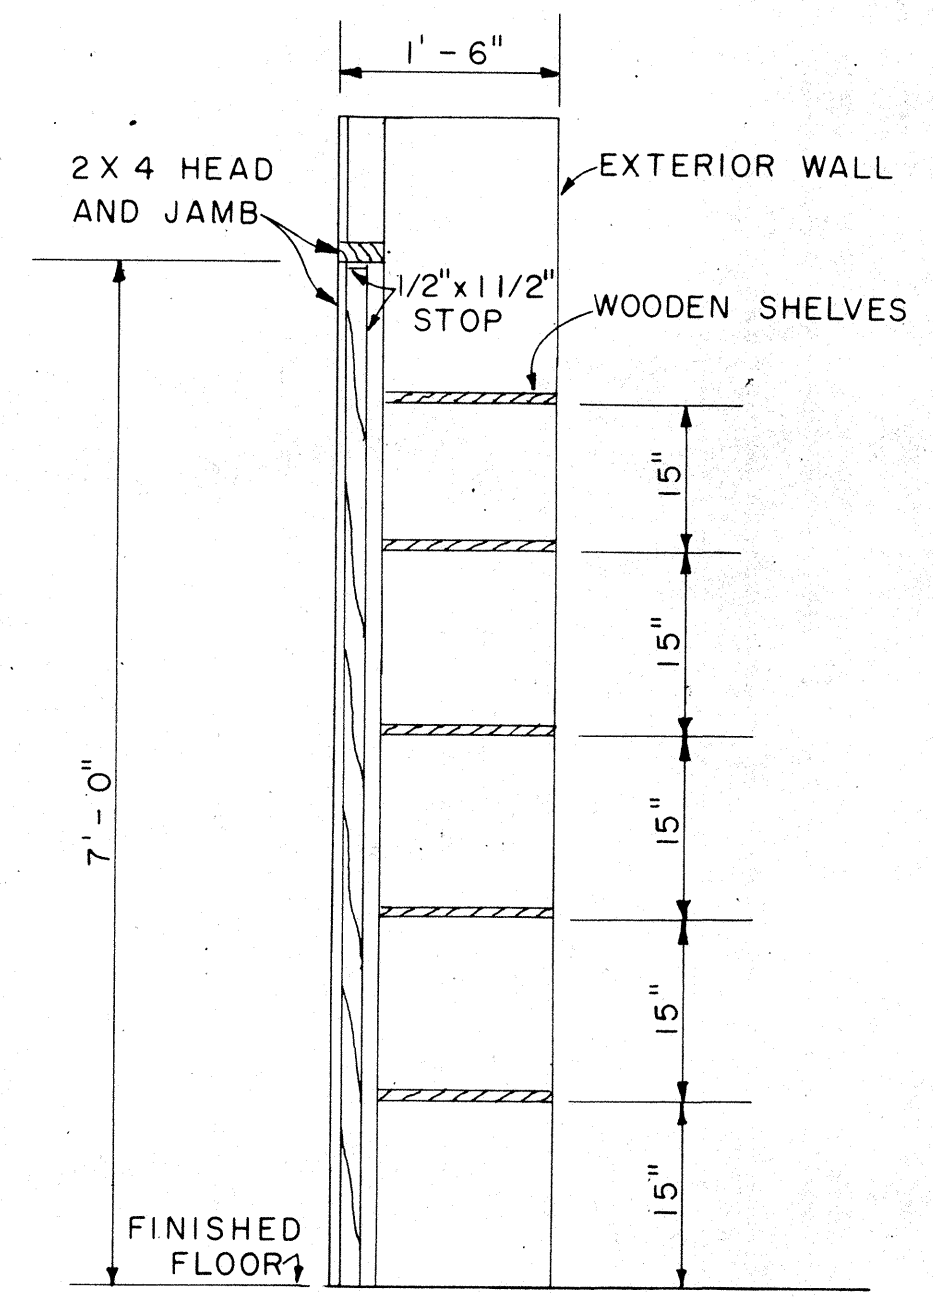 1' - 6"
2 X 4 HEAD
AND JAMB
EXTERIOR WALL
1/2" x 1 1/2"
STOP
WOODEN SHELVES
15"
15"
7' - 0"
15"
15"
15"
FINISHED
FLOOR